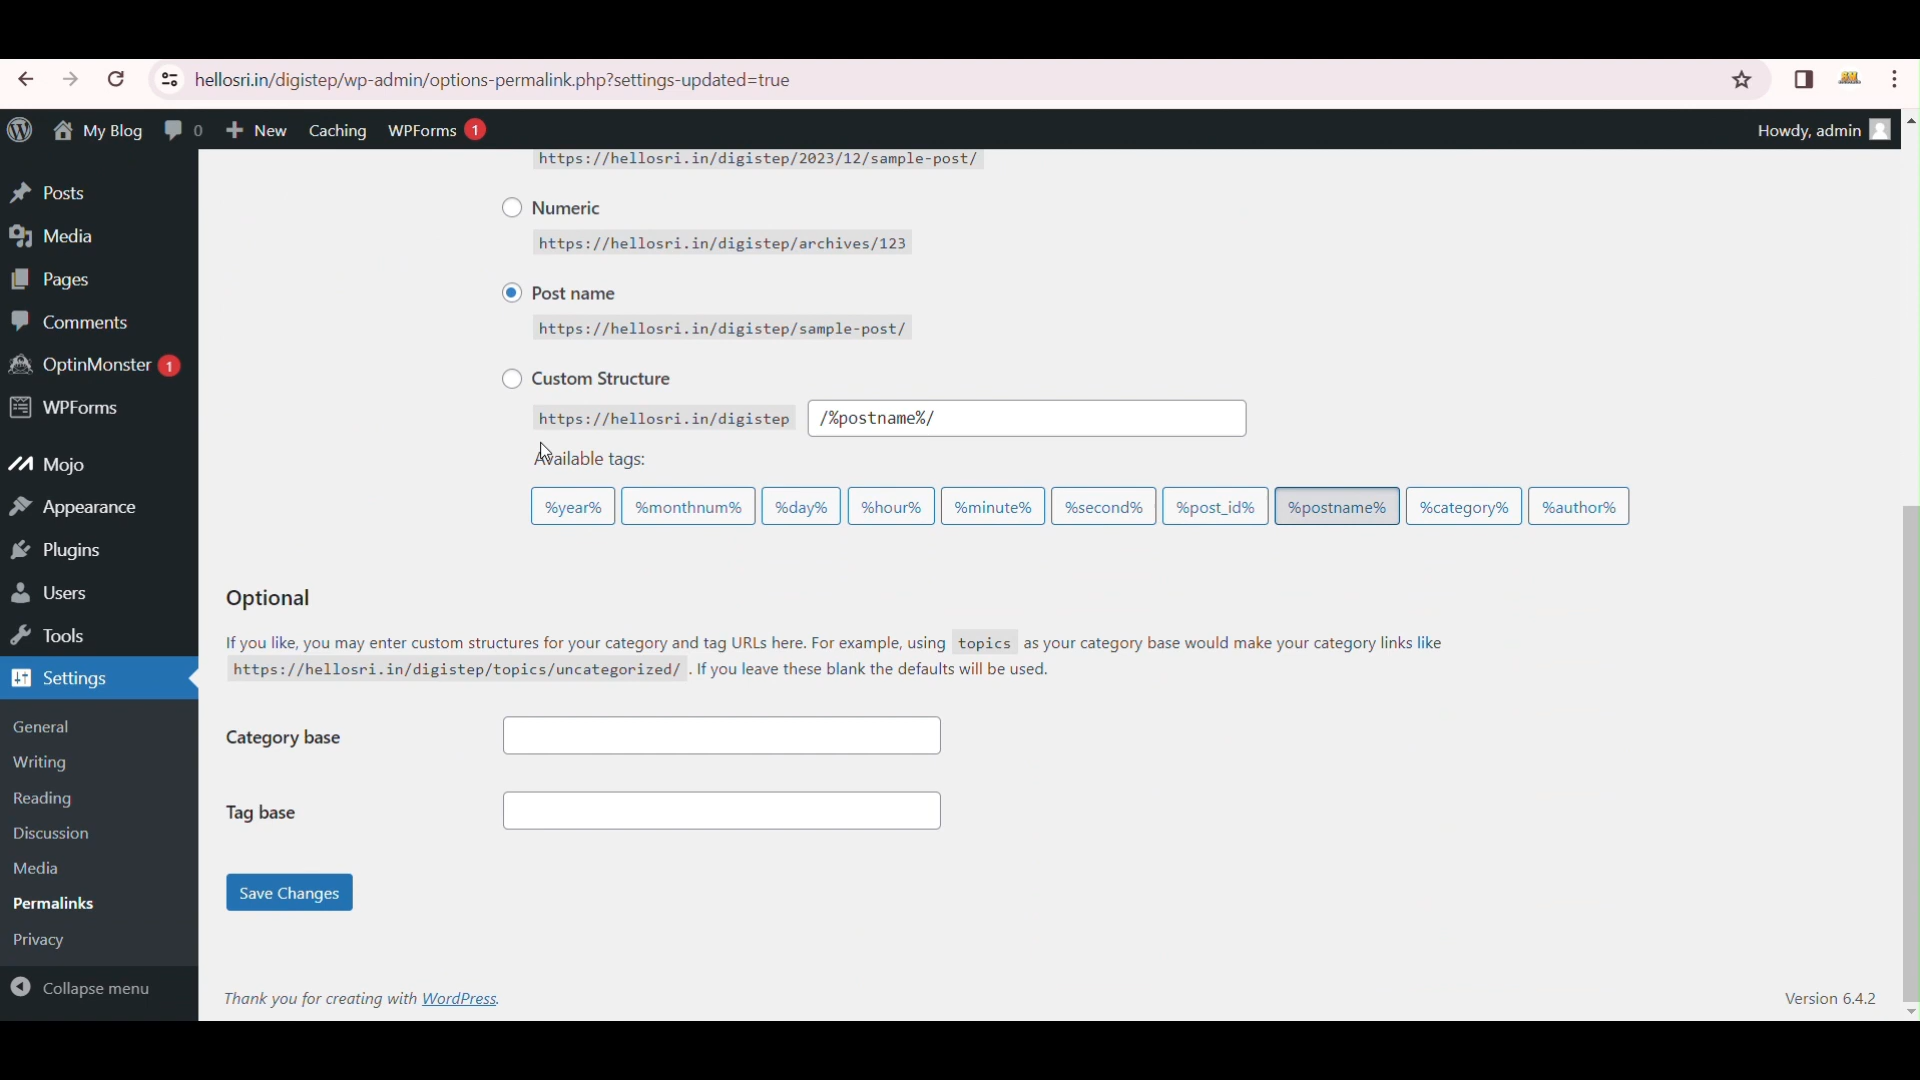 hellosri.in/digistep/wp-admin/options-permalink.php?settings-updated=true
My Blog 0 New Caching WPForms 1 Howdy, admin
https://hellosri.in/digistep/2023/12/sample-post/
Posts
Media
Pages
Comments
OptinMonster 1
WPForms
Mojo
Appearance
Plugins
Users
Tools
Settings
General
Writing
Reading
Discussion
Media
Permalinks
Privacy
Collapse menu
Numeric
https://hellosri.in/digistep/archives/123
Post name
https://hellosri.in/digistep/sample-post/
Custom Structure
https://hellosri.in/digistep /%postname%/
Available tags:
%year% %monthnum% %day% %hour% %minute% %second% %post_id% %postname% %category% %author%
Optional
If you like, you may enter custom structures for your category and tag URLs here. For example, using topics as your category base would make your category links like
https://hellosri.in/digistep/topics/uncategorized/ . If you leave these blank the defaults will be used.
Category base
Tag base
Save Changes
Thank you for creating with WordPress. Version 6.4.2